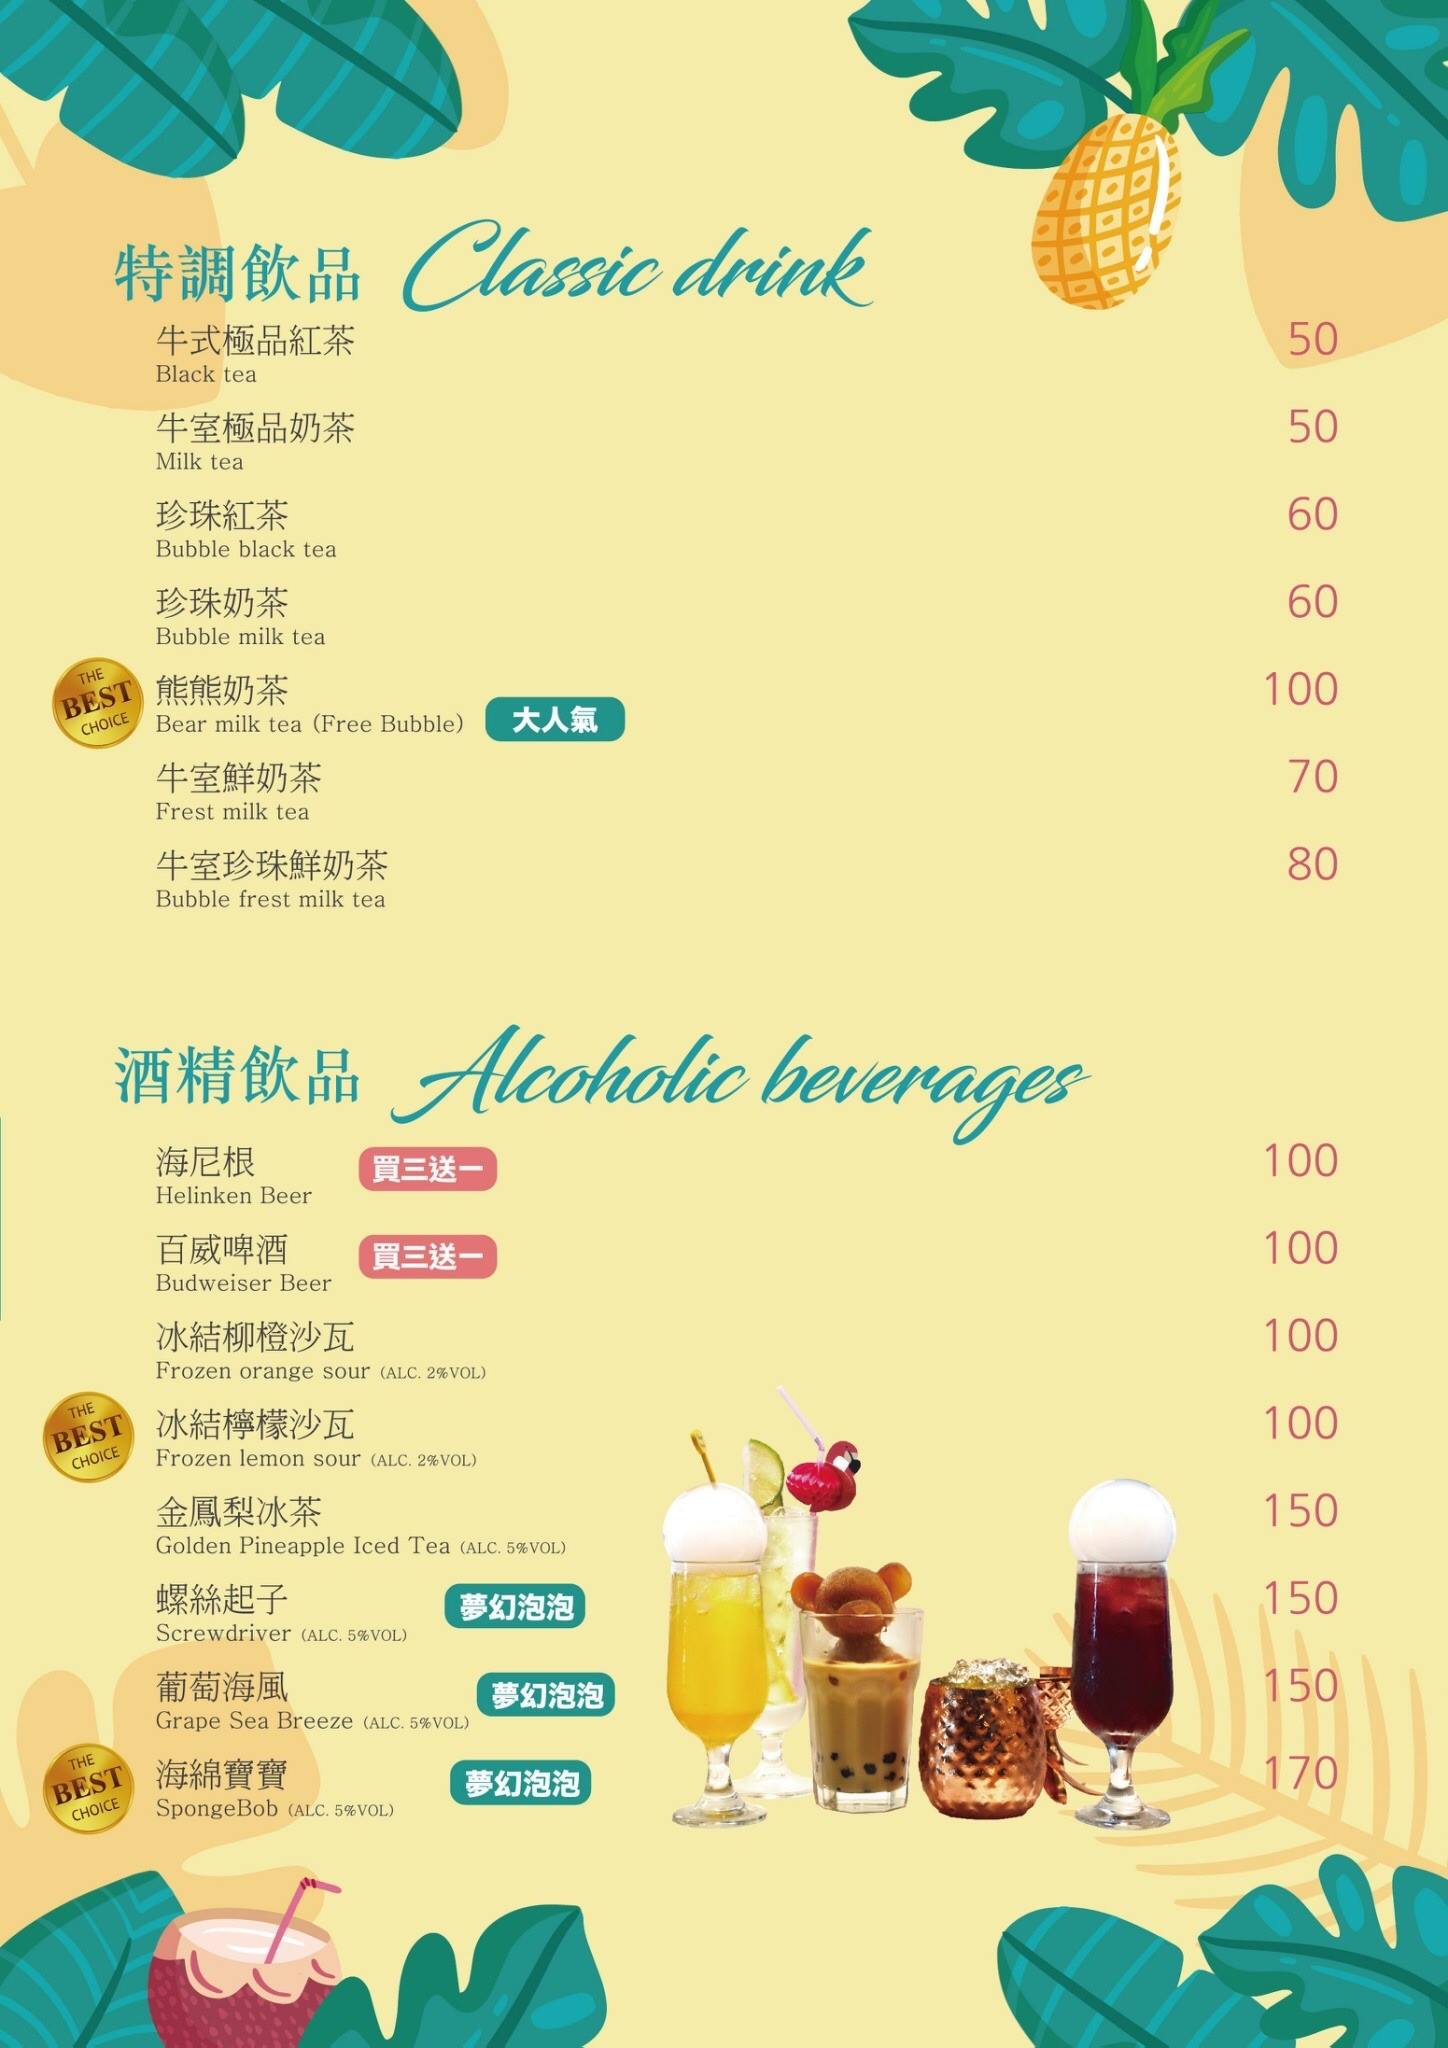 特調飲品 Classic drink
牛式極品紅茶 50
Black tea
牛室極品奶茶 50
Milk tea
珍珠紅茶 60
Bubble black tea
珍珠奶茶 60
Bubble milk tea
THE
BEST
CHOICE
熊熊奶茶 100
Bear milk tea (Free Bubble) 大人氣
牛室鮮奶茶 70
Frest milk tea
牛室珍珠鮮奶茶 80
Bubble frest milk tea
酒精飲品 Alcoholic beverages
海尼根 買三送一 100
Helinken Beer
百威啤酒 買三送一 100
Budweiser Beer
冰結柳橙沙瓦 100
Frozen orange sour (ALC. 2%VOL)
THE
BEST
CHOICE
冰結檸檬沙瓦 100
Frozen lemon sour (ALC. 2%VOL)
金鳳梨冰茶 150
Golden Pineapple Iced Tea (ALC. 5%VOL)
螺絲起子 夢幻泡泡 150
Screwdriver (ALC. 5%VOL)
葡萄海風 夢幻泡泡 150
Grape Sea Breeze (ALC. 5%VOL)
THE
BEST
CHOICE
海綿寶寶 夢幻泡泡 170
SpongeBob (ALC. 5%VOL)